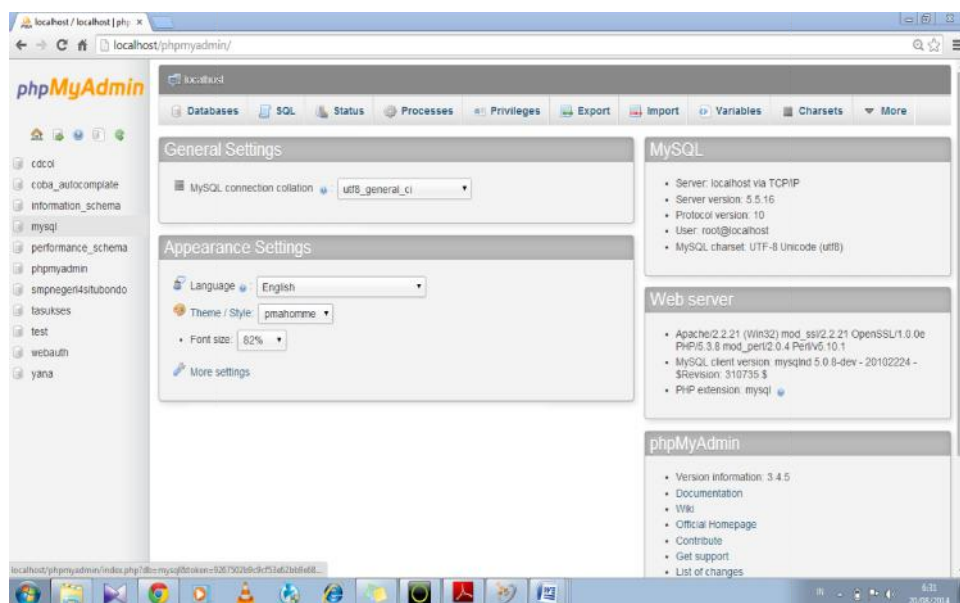 localhost / localhost | php
localhost/phpmyadmin/
phpMyAdmin
cdcol
coba_autocomplate
information_schema
mysql
performance_schema
phpmyadmin
smpnegeri4situbondo
tasukses
test
webauth
yana
localhost
Databases SQL Status Processes Privileges Export Import Variables Charsets More
General Settings
MySQL connection collation : utf8_general_ci
Appearance Settings
Language : English
Theme / Style: pmahomme
Font size: 82%
More settings
MySQL
Server: localhost via TCP/IP
Server version: 5.5.16
Protocol version: 10
User: root@localhost
MySQL charset: UTF-8 Unicode (utf8)
Web server
Apache/2.2.21 (Win32) mod_ssl/2.2.21 OpenSSL/1.0.0e
PHP/5.3.8 mod_perl/2.0.4 Perl/v5.10.1
MySQL client version: mysqlnd 5.0.8-dev - 20102224 -
$Revision: 310735 $
PHP extension: mysql
phpMyAdmin
Version information: 3.4.5
Documentation
Wiki
Official Homepage
Contribute
Get support
List of changes
IN
6:31
20/08/2014